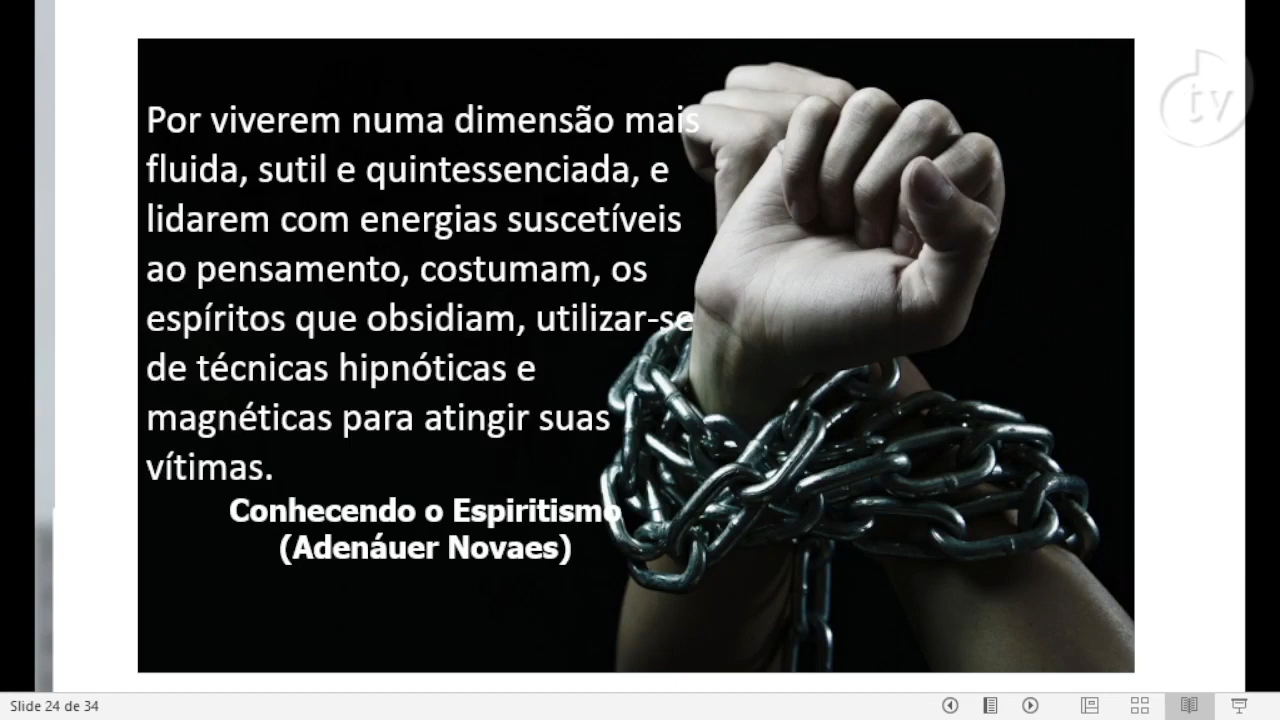 Por viverem numa dimensão mais
fluida, sutil e quintessenciada, e
lidarem com energias suscetíveis
ao pensamento, costumam, os
espíritos que obsidiam, utilizar-se
de técnicas hipnóticas e
magnéticas para atingir suas
vítimas.
Conhecendo o Espiritismo
(Adenáuer Novaes)
tv
Slide 24 de 34